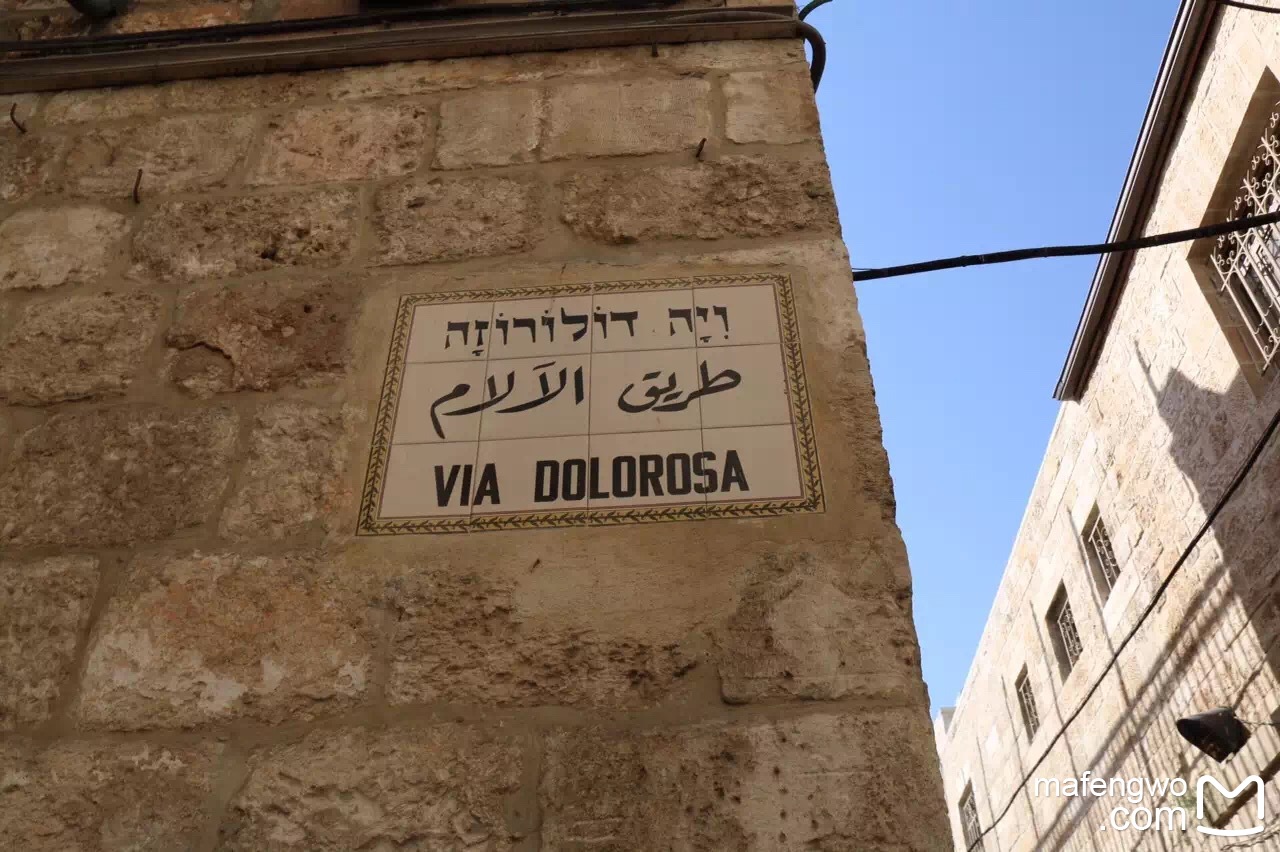 וִיָה דוֹלוֹרוֹזָה
طريق الآلام
VIA DOLOROSA
mafengwo
.com